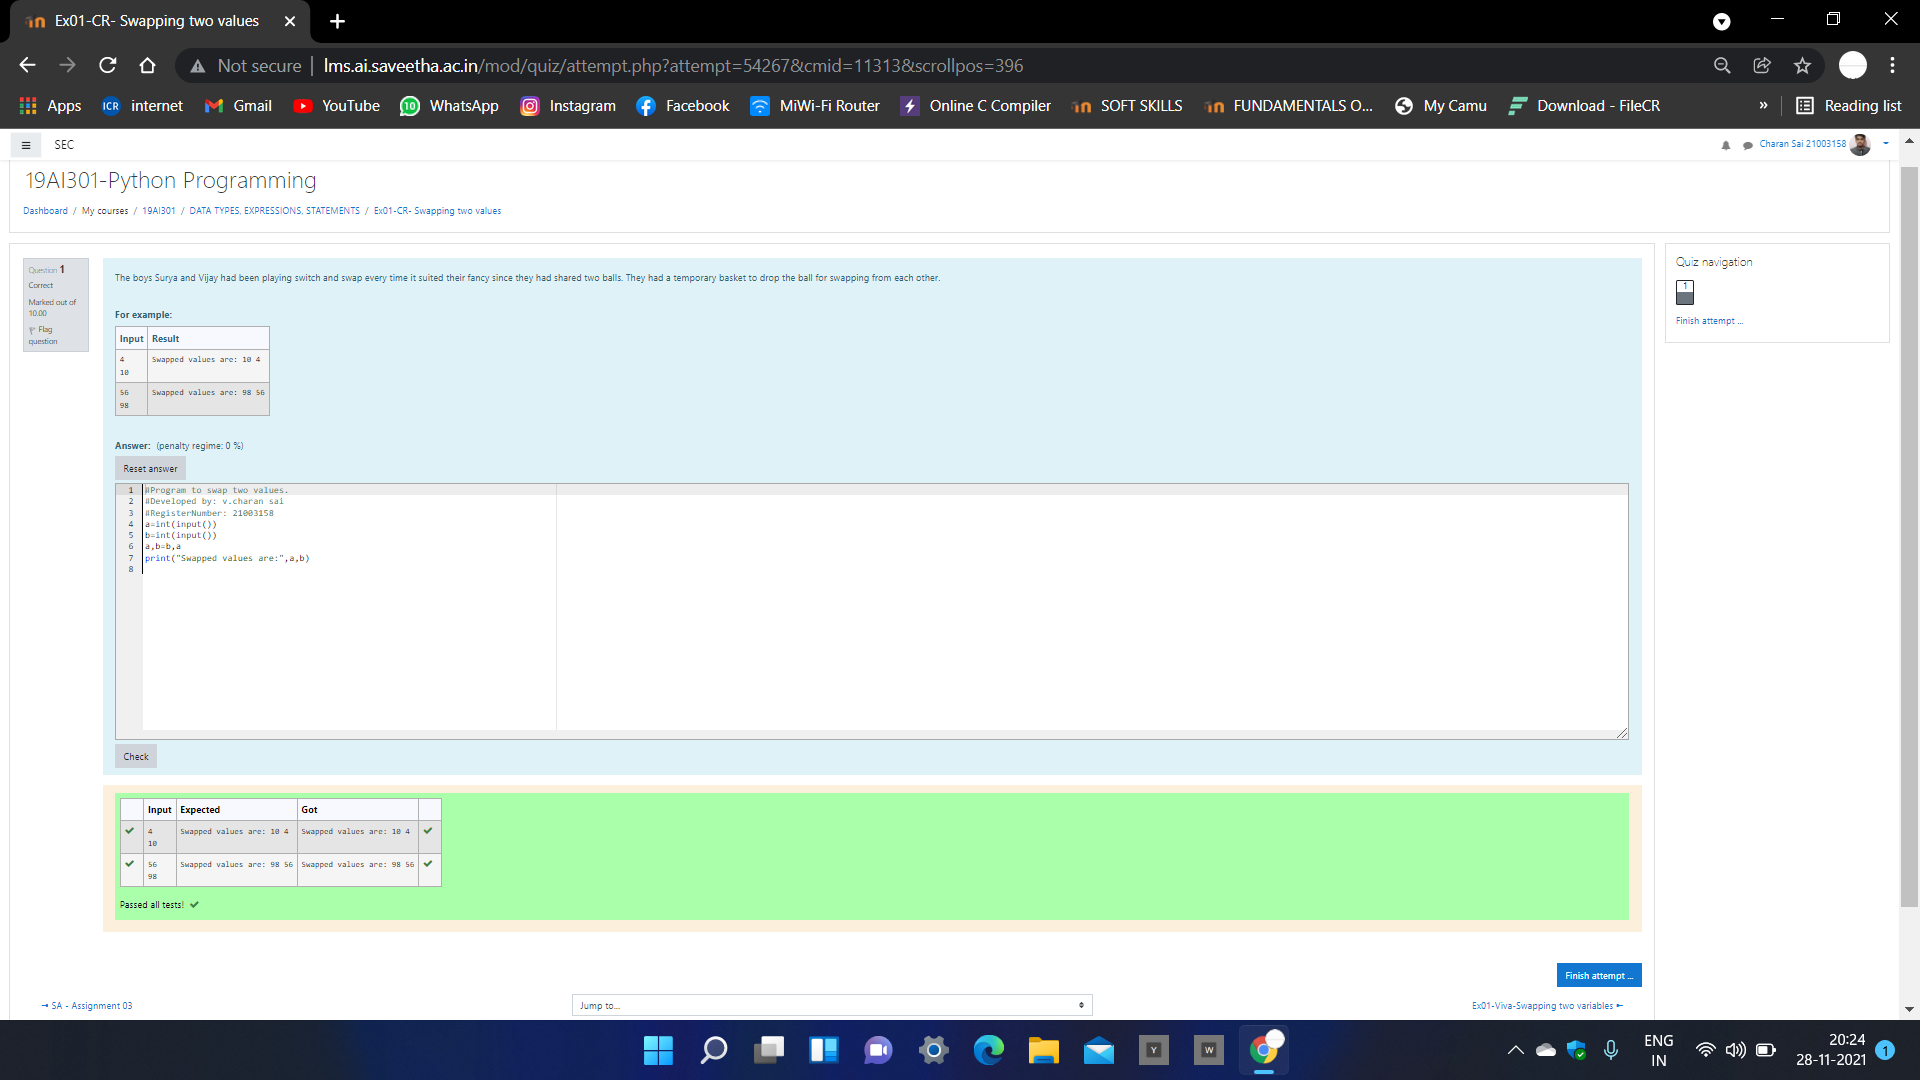 Ex01-CR- Swapping two values
Not secure | lms.ai.saveetha.ac.in/mod/quiz/attempt.php?attempt=54267&cmid=11313&scrollpos=396
Apps ICR internet Gmail YouTube 10 WhatsApp Instagram Facebook MiWi-Fi Router Online C Compiler SOFT SKILLS FUNDAMENTALS O... My Camu Download - FileCR » Reading list
SEC
Charan Sai 21003158
19AI301-Python Programming
Dashboard / My courses / 19AI301 / DATA TYPES, EXPRESSIONS, STATEMENTS / Ex01-CR- Swapping two values
Question 1
Correct
Marked out of
10.00
Flag
question
The boys Surya and Vijay had been playing switch and swap every time it suited their fancy since they had shared two balls. They had a temporary basket to drop the ball for swapping from each other.
For example:
Input Result
4 Swapped values are: 10 4
10
56 Swapped values are: 98 56
98
Answer: (penalty regime: 0 %)
Reset answer
1 #Program to swap two values.
2 #Developed by: v.charan sai
3 #RegisterNumber: 21003158
4 a=int(input())
5 b=int(input())
6 a,b=b,a
7 print("Swapped values are:",a,b)
8
Check
Input Expected Got
4 Swapped values are: 10 4 Swapped values are: 10 4
10
56 Swapped values are: 98 56 Swapped values are: 98 56
98
Passed all tests!
Quiz navigation
1
Finish attempt ...
Finish attempt ...
SA - Assignment 03
Jump to...
Ex01-Viva-Swapping two variables
Y W
ENG
IN
20:24
28-11-2021
1